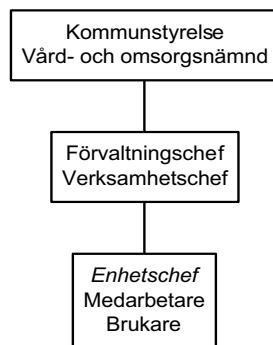 Kommunstyrelse
Vård- och omsorgsnämnd
Förvaltningschef
Verksamhetschef
Enhetschef
Medarbetare
Brukare